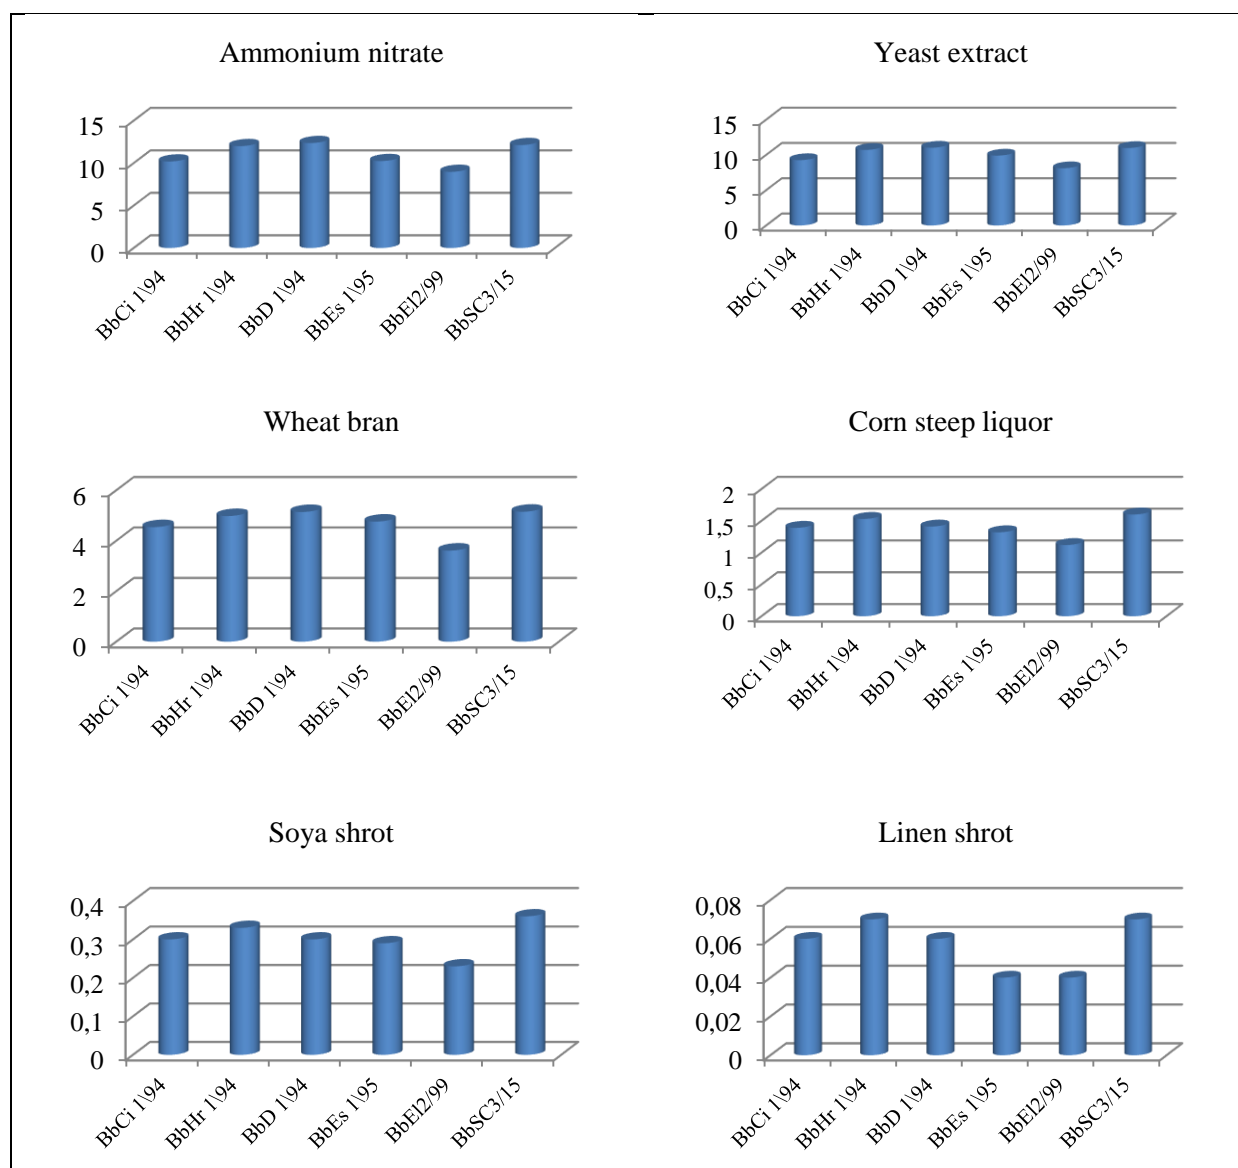 Ammonium nitrate
15
10
5
0
BbCi 1\94
BbHr 1\94
BbD 1\94
BbEs 1\95
BbEl2/99
BbSC3/15
Yeast extract
15
10
5
0
BbCi 1\94
BbHr 1\94
BbD 1\94
BbEs 1\95
BbEl2/99
BbSC3/15
Wheat bran
6
4
2
0
BbCi 1\94
BbHr 1\94
BbD 1\94
BbEs 1\95
BbEl2/99
BbSC3/15
Corn steep liquor
2
1,5
1
0,5
0
BbCi 1\94
BbHr 1\94
BbD 1\94
BbEs 1\95
BbEl2/99
BbSC3/15
Soya shrot
0,4
0,3
0,2
0,1
0
BbCi 1\94
BbHr 1\94
BbD 1\94
BbEs 1\95
BbEl2/99
BbSC3/15
Linen shrot
0,08
0,06
0,04
0,02
0
BbCi 1\94
BbHr 1\94
BbD 1\94
BbEs 1\95
BbEl2/99
BbSC3/15